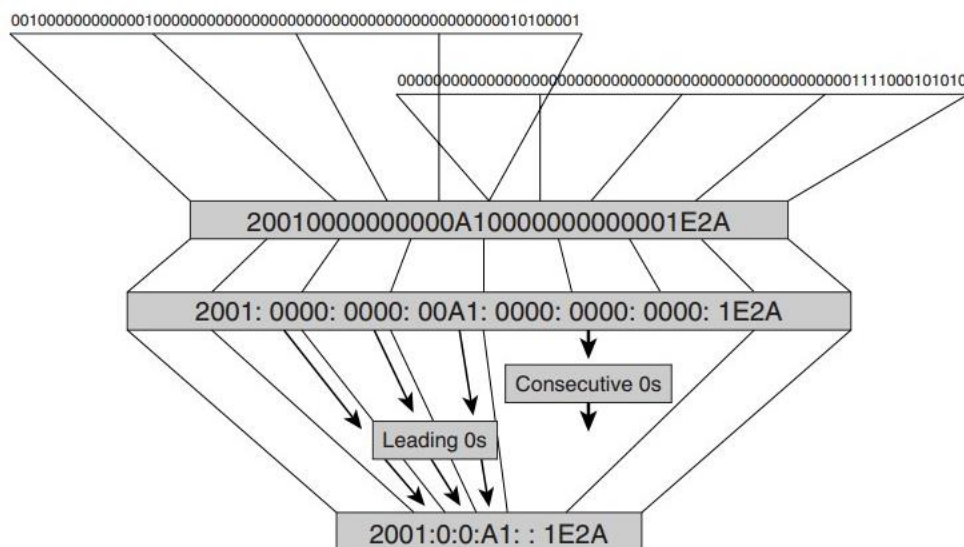 0010000000000001000000000000000000000000000000000000000010100001
0000000000000000000000000000000000000000000000000001111000101010
20010000000000A10000000000001E2A
2001: 0000: 0000: 00A1: 0000: 0000: 0000: 1E2A
Consecutive 0s
Leading 0s
2001:0:0:A1: : 1E2A